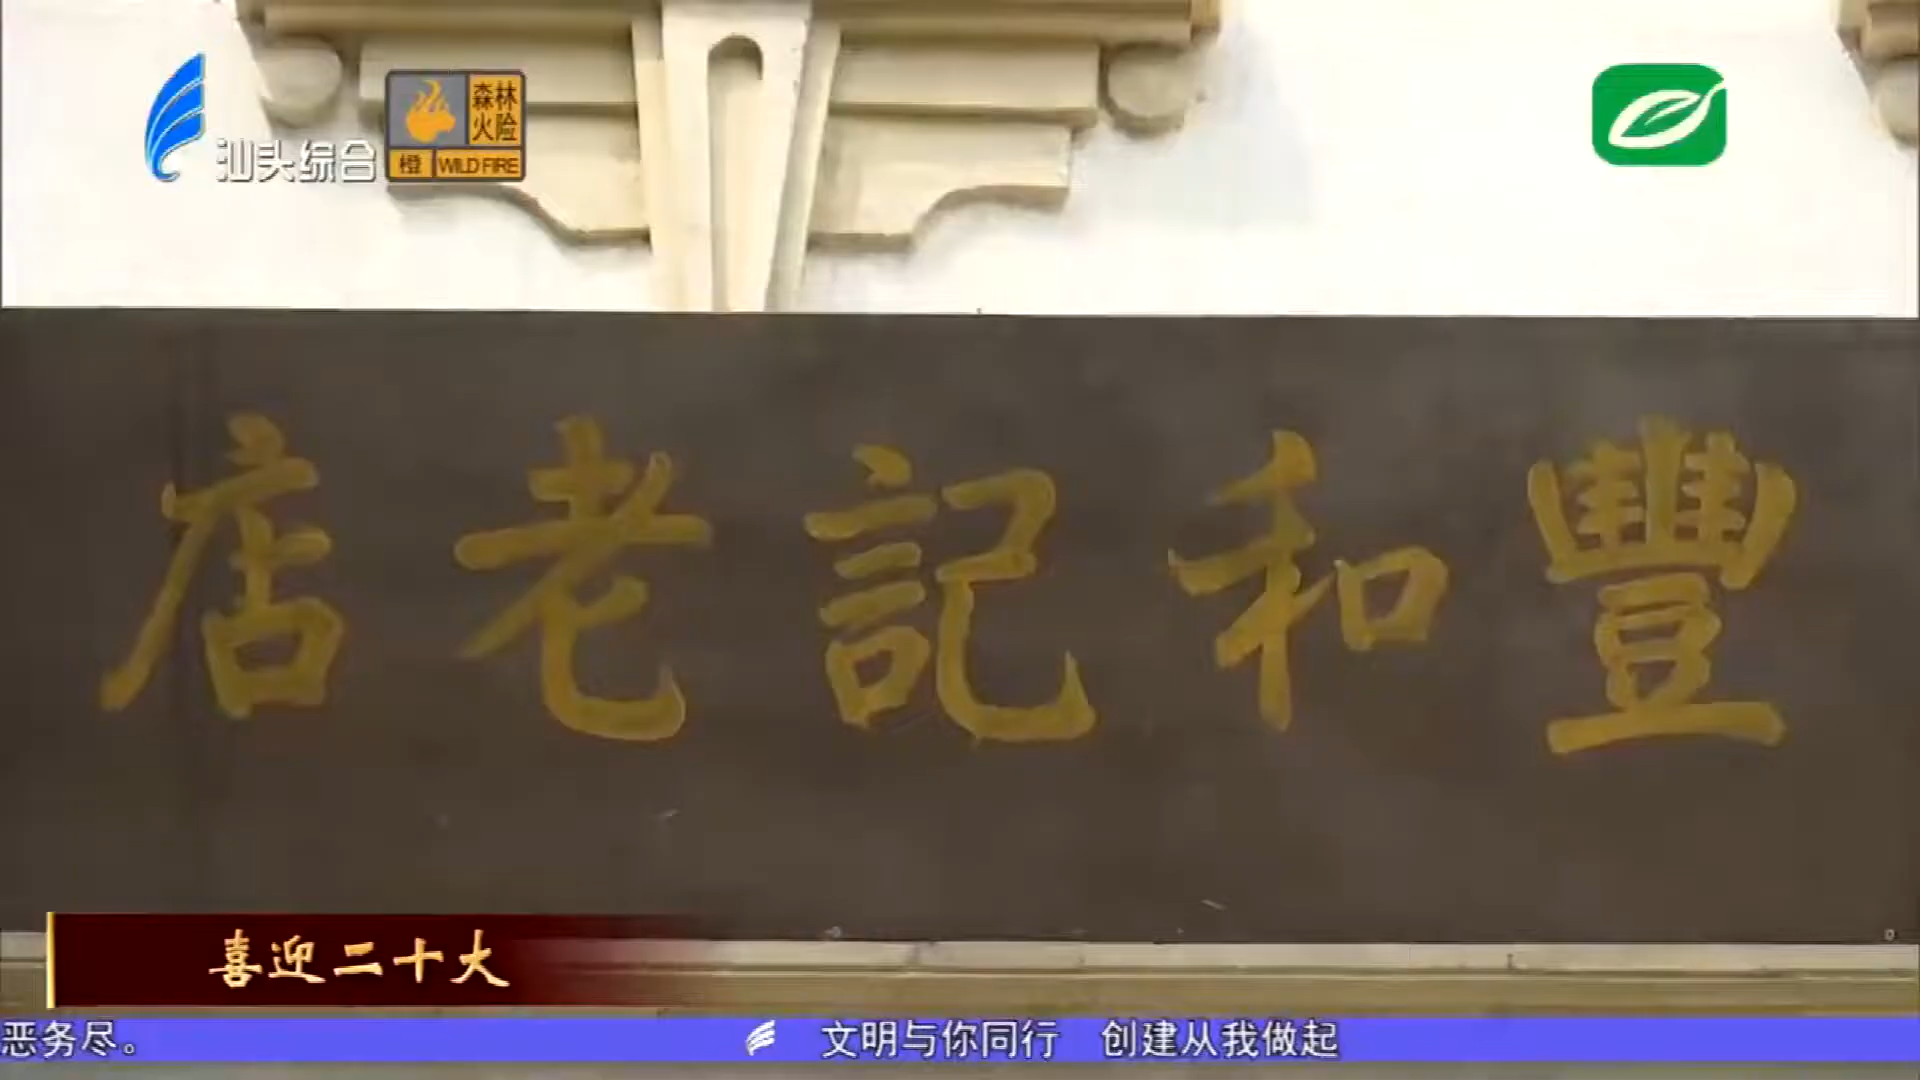 汕头综合
森林
火险
橙 WILD FIRE
豐和記老店
喜迎二十大
恶务尽。 文明与你同行 创建从我做起